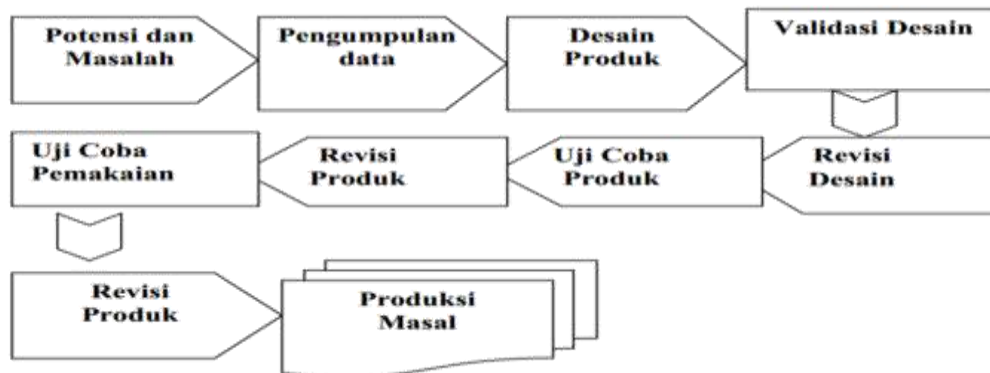 Potensi dan
Masalah
Pengumpulan
data
Desain
Produk
Validasi Desain
Revisi
Desain
Uji Coba
Produk
Revisi
Produk
Uji Coba
Pemakaian
Revisi
Produk
Produksi
Masal